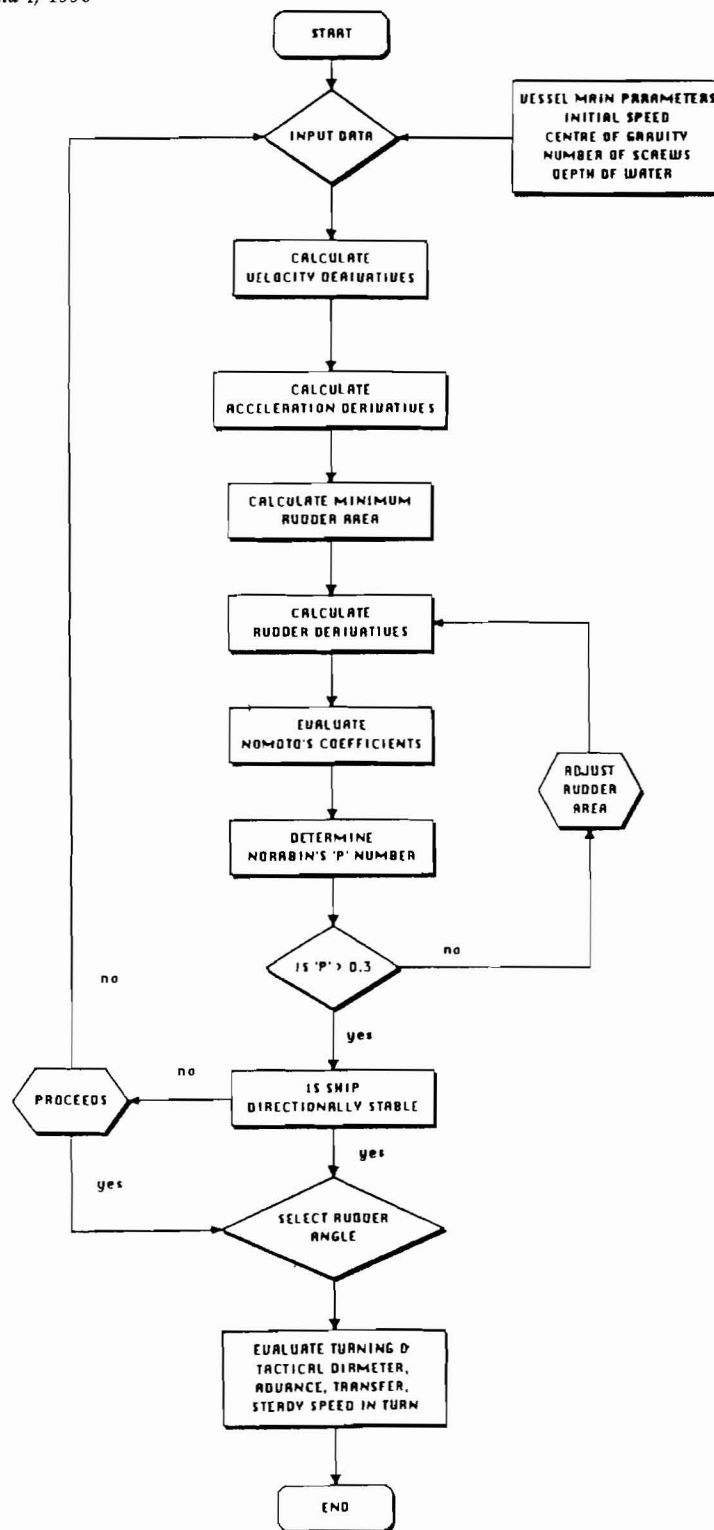 START
INPUT DATA
VESSEL MAIN PARAMETERS
INITIAL SPEED
CENTRE OF GRAVITY
NUMBER OF SCREWS
DEPTH OF WATER
CALCULATE
VELOCITY DERIVATIVES
CALCULATE
ACCELERATION DERIVATIVES
CALCULATE MINIMUM
RUDDER AREA
CALCULATE
RUDDER DERIVATIVES
EVALUATE
NOMOTO'S COEFFICIENTS
ADJUST
RUDDER
AREA
DETERMINE
NORRBIN'S 'P' NUMBER
IS 'P' > 0.3
no
no
yes
IS SHIP
DIRECTIONALLY STABLE
no
PROCEEDS
yes
yes
SELECT RUDDER
ANGLE
EVALUATE TURNING &
TACTICAL DIAMETER,
ADVANCE, TRANSFER,
STEADY SPEED IN TURN
END